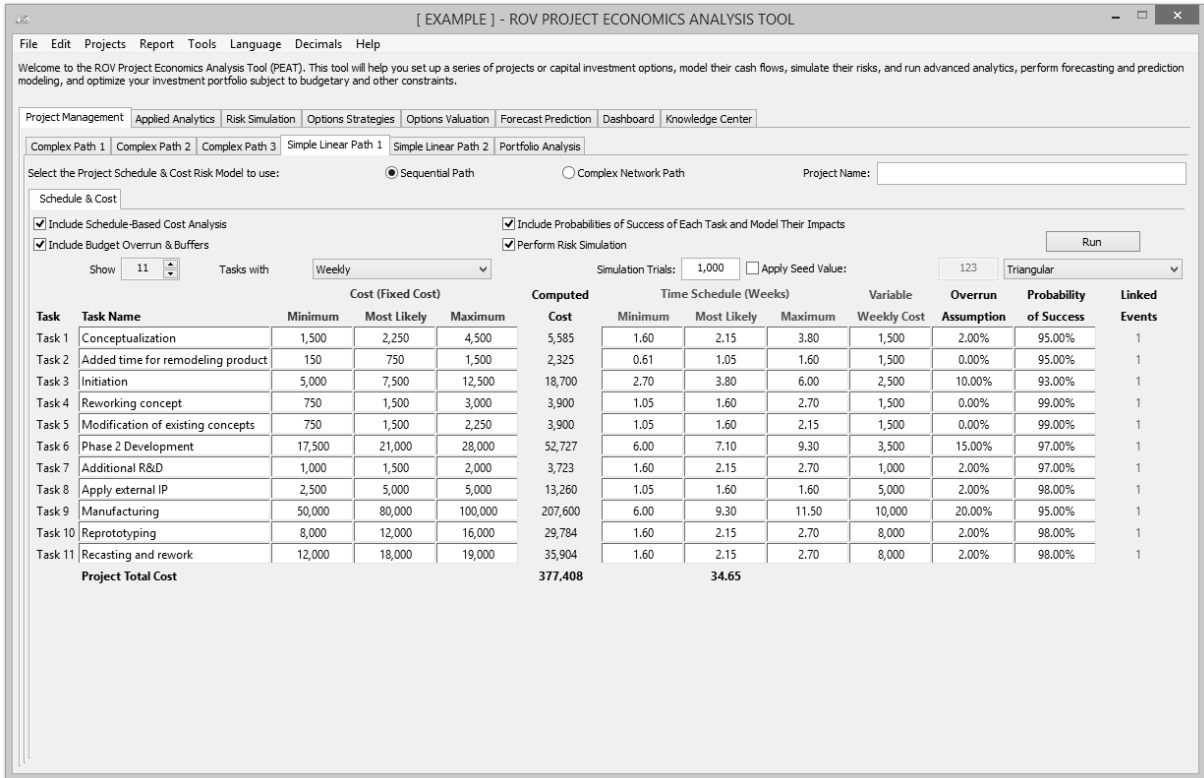 [ EXAMPLE ] - ROV PROJECT ECONOMICS ANALYSIS TOOL
File Edit Projects Report Tools Language Decimals Help
Welcome to the ROV Project Economics Analysis Tool (PEAT). This tool will help you set up a series of projects or capital investment options, model their cash flows, simulate their risks, and run advanced analytics, perform forecasting and prediction
modeling, and optimize your investment portfolio subject to budgetary and other constraints.
Project Management Applied Analytics Risk Simulation Options Strategies Options Valuation Forecast Prediction Dashboard Knowledge Center
Complex Path 1 Complex Path 2 Complex Path 3 Simple Linear Path 1 Simple Linear Path 2 Portfolio Analysis
Select the Project Schedule & Cost Risk Model to use: Sequential Path Complex Network Path Project Name:
Schedule & Cost
Include Schedule-Based Cost Analysis Include Probabilities of Success of Each Task and Model Their Impacts
Include Budget Overrun & Buffers Perform Risk Simulation Run
Show 11 Tasks with Weekly Simulation Trials: 1,000 Apply Seed Value: 123 Triangular
Cost (Fixed Cost) Computed Time Schedule (Weeks) Variable Overrun Probability Linked
Task Task Name Minimum Most Likely Maximum Cost Minimum Most Likely Maximum Weekly Cost Assumption of Success Events
Task 1 Conceptualization 1,500 2,250 4,500 5,585 1.60 2.15 3.80 1,500 2.00% 95.00% 1
Task 2 Added time for remodeling product 150 750 1,500 2,325 0.61 1.05 1.60 1,500 0.00% 95.00% 1
Task 3 Initiation 5,000 7,500 12,500 18,700 2.70 3.80 6.00 2,500 10.00% 93.00% 1
Task 4 Reworking concept 750 1,500 3,000 3,900 1.05 1.60 2.70 1,500 0.00% 99.00% 1
Task 5 Modification of existing concepts 750 1,500 2,250 3,900 1.05 1.60 2.15 1,500 0.00% 99.00% 1
Task 6 Phase 2 Development 17,500 21,000 28,000 52,727 6.00 7.10 9.30 3,500 15.00% 97.00% 1
Task 7 Additional R&D 1,000 1,500 2,000 3,723 1.60 2.15 2.70 1,000 2.00% 97.00% 1
Task 8 Apply external IP 2,500 5,000 5,000 13,260 1.05 1.60 1.60 5,000 2.00% 98.00% 1
Task 9 Manufacturing 50,000 80,000 100,000 207,600 6.00 9.30 11.50 10,000 20.00% 95.00% 1
Task 10 Reprototyping 8,000 12,000 16,000 29,784 1.60 2.15 2.70 8,000 2.00% 98.00% 1
Task 11 Recasting and rework 12,000 18,000 19,000 35,904 1.60 2.15 2.70 8,000 2.00% 98.00% 1
Project Total Cost 377,408 34.65